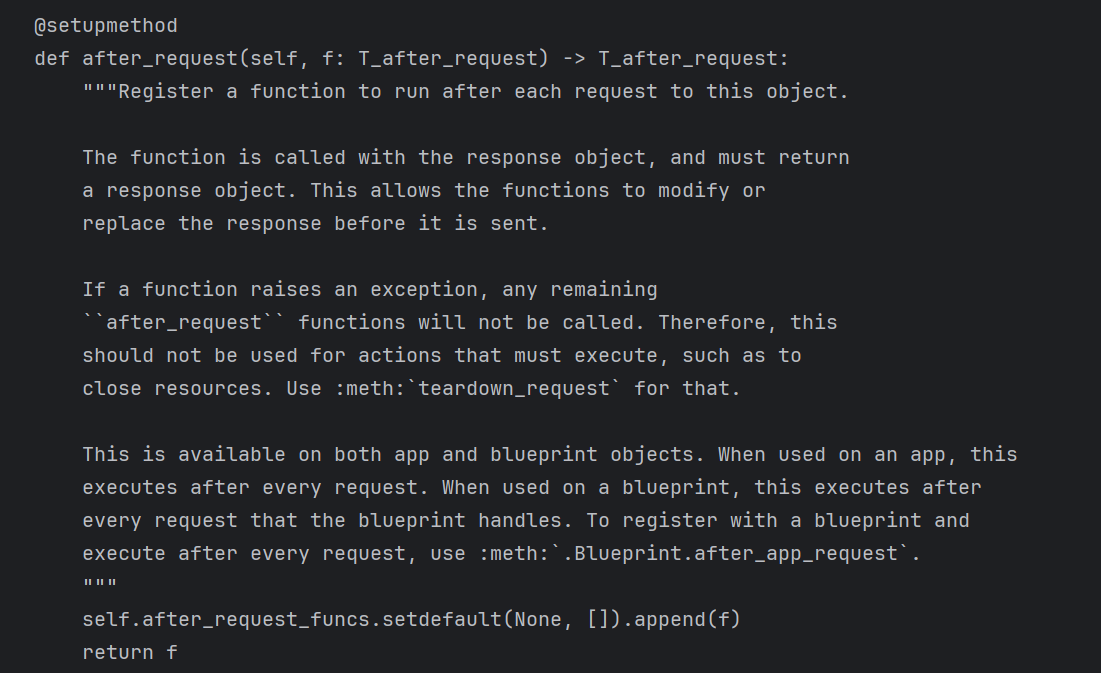 @setupmethod
def after_request(self, f: T_after_request) -> T_after_request:
    """Register a function to run after each request to this object.

    The function is called with the response object, and must return
    a response object. This allows the functions to modify or
    replace the response before it is sent.

    If a function raises an exception, any remaining
    ``after_request`` functions will not be called. Therefore, this
    should not be used for actions that must execute, such as to
    close resources. Use :meth:`teardown_request` for that.

    This is available on both app and blueprint objects. When used on an app, this
    executes after every request. When used on a blueprint, this executes after
    every request that the blueprint handles. To register with a blueprint and
    execute after every request, use :meth:`.Blueprint.after_app_request`.
    """
    self.after_request_funcs.setdefault(None, []).append(f)
    return f